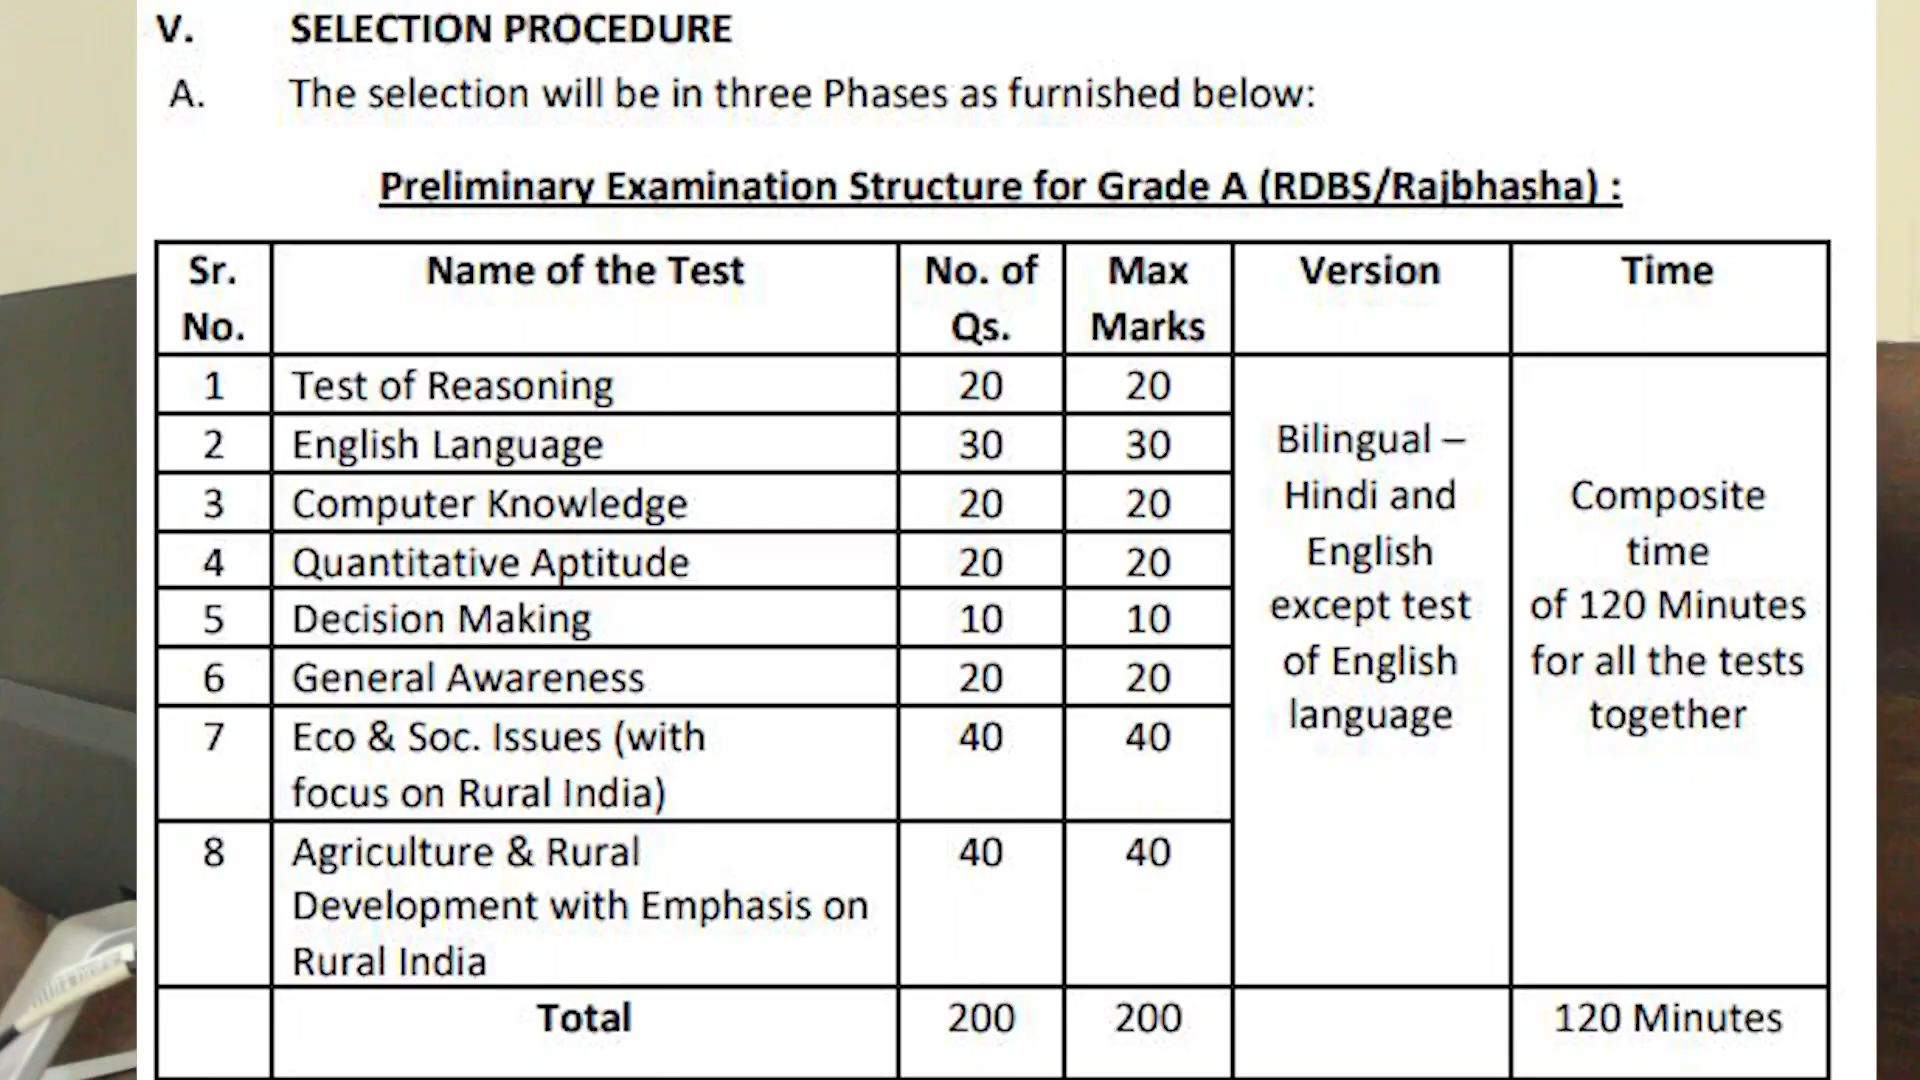 V. SELECTION PROCEDURE
A. The selection will be in three Phases as furnished below:
Preliminary Examination Structure for Grade A (RDBS/Rajbhasha) :
Sr. No. Name of the Test No. of Qs. Max Marks Version Time
1 Test of Reasoning 20 20
2 English Language 30 30
3 Computer Knowledge 20 20
4 Quantitative Aptitude 20 20
5 Decision Making 10 10
6 General Awareness 20 20
7 Eco & Soc. Issues (with 40 40
focus on Rural India)
8 Agriculture & Rural 40 40
Development with Emphasis on
Rural India
Bilingual –
Hindi and
English
except test
of English
language
Composite
time
of 120 Minutes
for all the tests
together
Total 200 200 120 Minutes